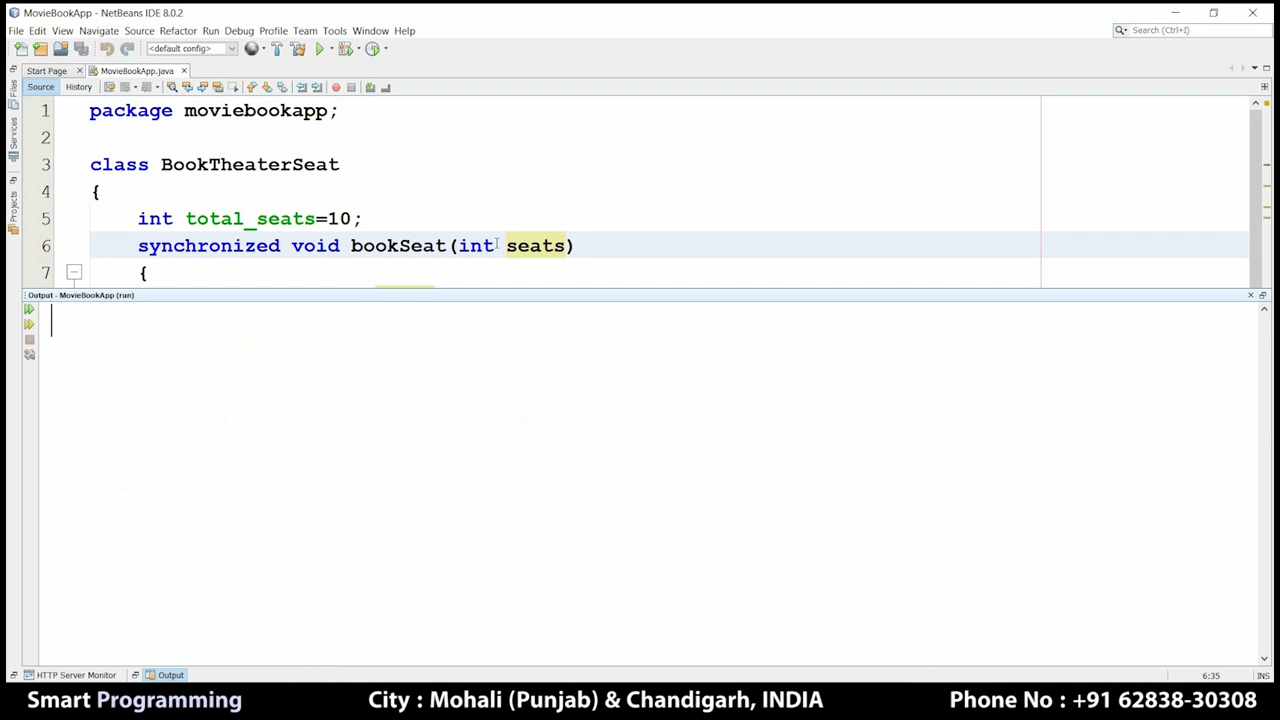 MovieBookApp - NetBeans IDE 8.0.2
File Edit View Navigate Source Refactor Run Debug Profile Team Tools Window Help
Search (Ctrl+I)
<default config>
Start Page
MovieBookApp.java
Source History
Files
Services
Projects
1 package moviebookapp;
2
3 class BookTheaterSeat
4 {
5 int total_seats=10;
6 synchronized void bookSeat(int seats)
7 {
Output - MovieBookApp (run)
HTTP Server Monitor
Output
6:35
INS
Smart Programming
City : Mohali (Punjab) & Chandigarh, INDIA
Phone No : +91 62838-30308